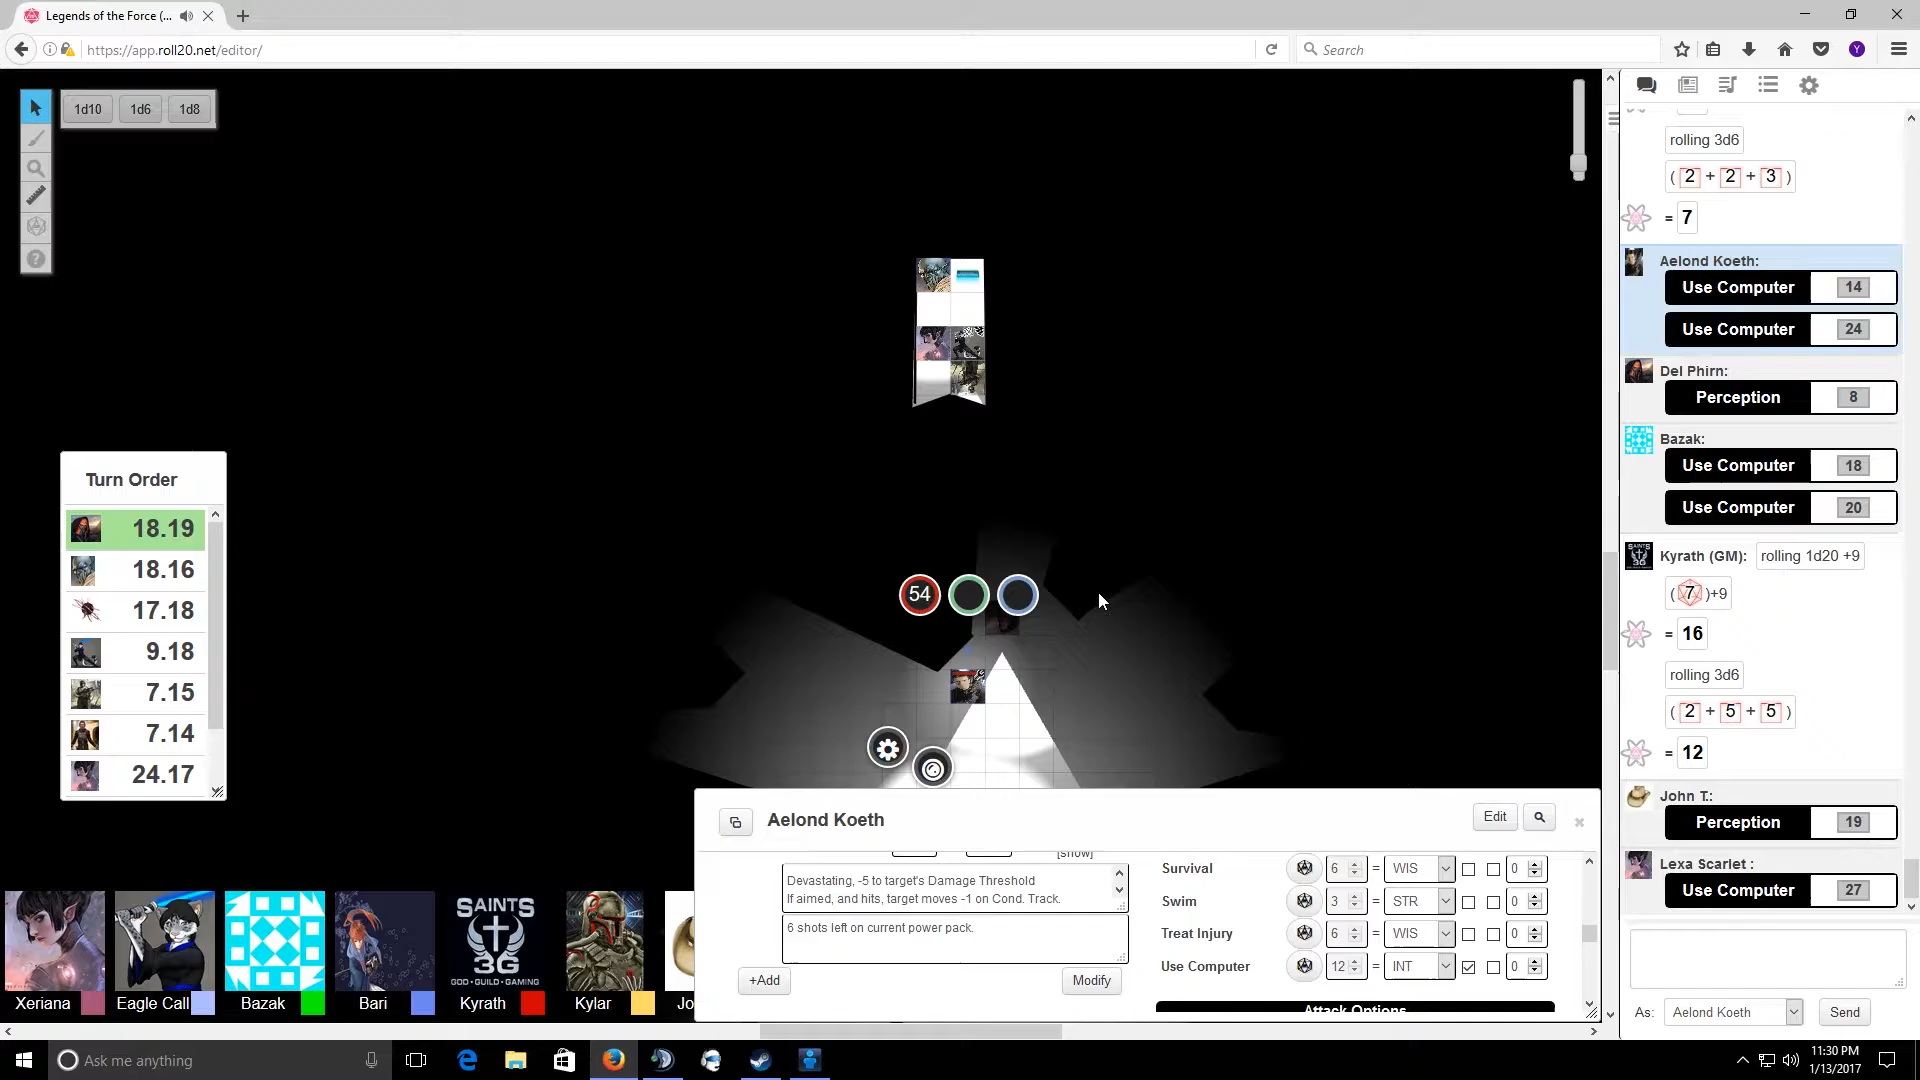 Legends of the Force (...
https://app.roll20.net/editor/
Search
1d10
1d6
1d8
rolling 3d6
( 2 + 2 + 3 )
= 7
Aelond Koeth:
Use Computer 14
Use Computer 24
Del Phirn:
Perception 8
Bazak:
Use Computer 18
Use Computer 20
Kyrath (GM): rolling 1d20 +9
( 7 )+9
= 16
rolling 3d6
( 2 + 5 + 5 )
= 12
John T.:
Perception 19
Lexa Scarlet :
Use Computer 27
As: Aelond Koeth Send
Turn Order
18.19
18.16
17.18
9.18
7.15
7.14
24.17
54
Aelond Koeth
Edit
[show]
Devastating, -5 to target's Damage Threshold
If aimed, and hits, target moves -1 on Cond. Track.
6 shots left on current power pack.
+Add
Modify
Survival 6 = WIS 0
Swim 3 = STR 0
Treat Injury 6 = WIS 0
Use Computer 12 = INT 0
Attack Options
SAINTS
3G
GOD • GUILD • GAMING
Xeriana
Eagle Call
Bazak
Bari
Kyrath
Kylar
Jo
Ask me anything
11:30 PM
1/13/2017